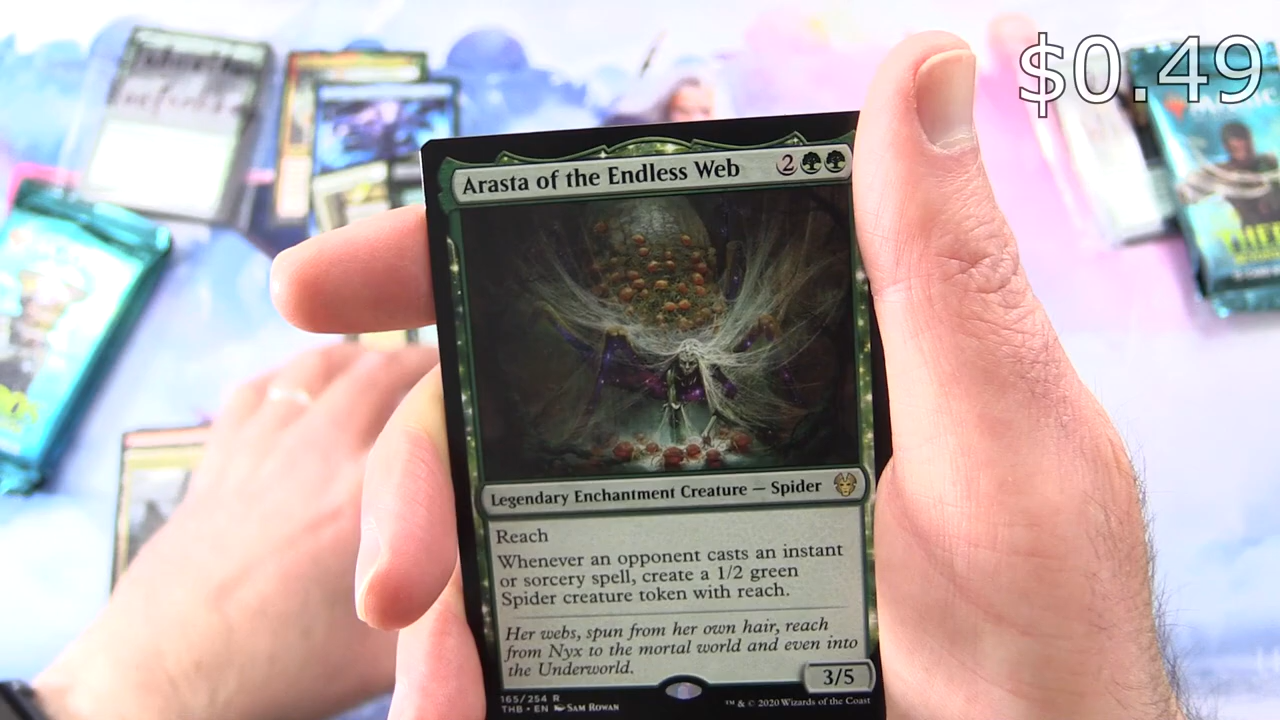 $0.49
Arasta of the Endless Web 2
Legendary Enchantment Creature — Spider
Reach
Whenever an opponent casts an instant
or sorcery spell, create a 1/2 green
Spider creature token with reach.
Her webs, spun from her own hair, reach
from Nyx to the mortal world and even into
the Underworld.
3/5
165/254 R
THB • EN SAM ROWAN
™ & © 2020 Wizards of the Coast